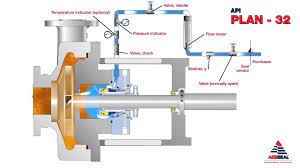 API
PLAN - 32
Temperature indicator (optional)
Valve, needle
Pressure indicator
Flow meter
Valve, check
Strainer, y
Seal
vendor
Purchaser
Valve (normally open)